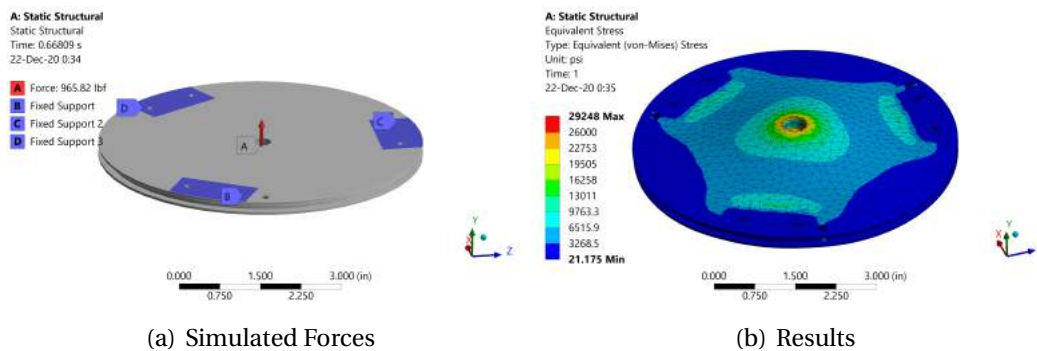 A: Static Structural
Static Structural
Time: 0.66809 s
22-Dec-20 0:34
A Force: 965.82 lbf
B Fixed Support
C Fixed Support 2
D Fixed Support 3
D
C
A
B
Y
X
Z
0.000 1.500 3.000 (in)
0.750 2.250
(a) Simulated Forces
A: Static Structural
Equivalent Stress
Type: Equivalent (von-Mises) Stress
Unit: psi
Time: 1
22-Dec-20 0:35
29248 Max
26000
22753
19505
16258
13011
9763.3
6515.9
3268.5
21.175 Min
Y
X
0.000 1.500 3.000 (in)
0.750 2.250
(b) Results